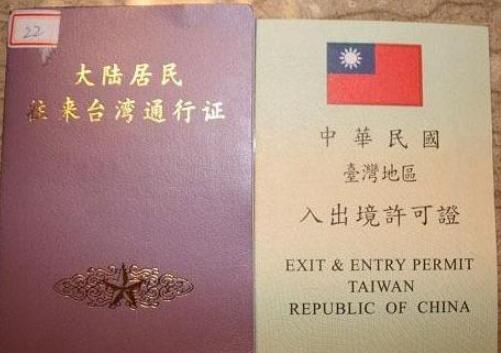 22
大陆居民
往来台湾通行证
中華民國
臺灣地區
入出境許可證
EXIT & ENTRY PERMIT
TAIWAN
REPUBLIC OF CHINA